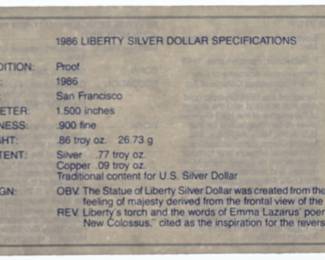 1986 LIBERTY SILVER DOLLAR SPECIFICATIONS
DITION: Proof
: 1986
San Francisco
ETER: 1.500 inches
NESS: .900 fine
HT: .86 troy oz. 26.73 g
TENT: Silver .77 troy oz.
Copper .09 troy oz.
Traditional content for U.S. Silver Dollar
GN: OBV. The Statue of Liberty Silver Dollar was created from the
feeling of majesty derived from the frontal view of the
REV. Liberty's torch and the words of Emma Lazarus' poem
New Colossus," cited as the inspiration for the revers